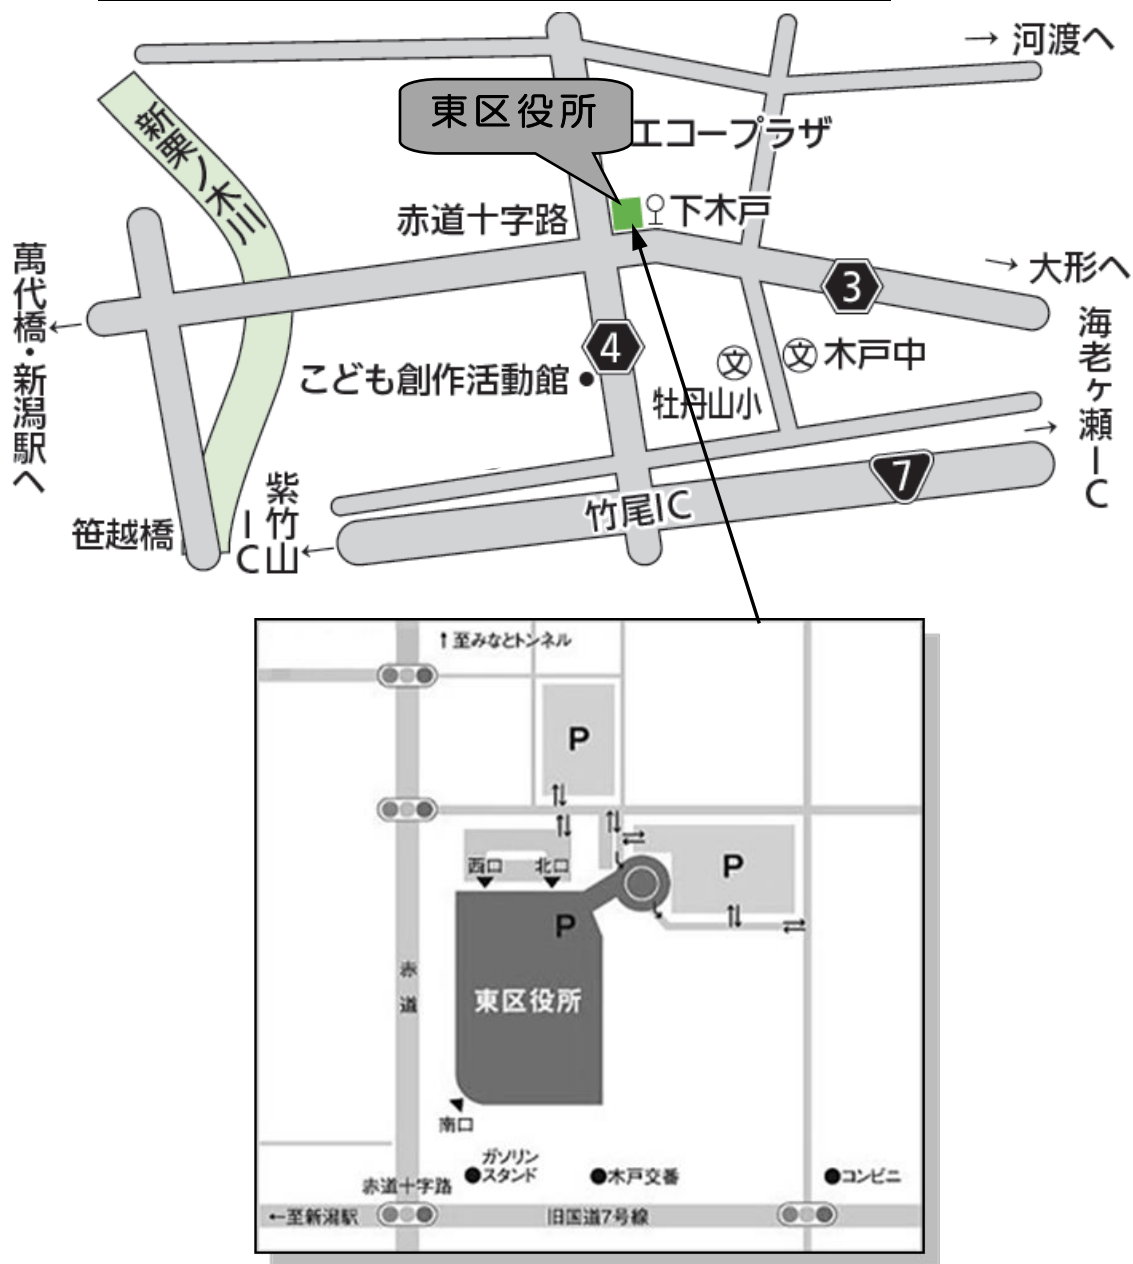 → 河渡へ
東区役所
新栗ノ木川
エコープラザ
下木戸
赤道十字路
→ 大形へ
3
萬代橋・新潟駅へ
←
4
こども創作活動館
文
文 木戸中
牡丹山小
海老ヶ瀬IC
→
7
竹尾IC
紫竹山IC
←
笹越橋
↑至みなとトンネル
P
西口
北口
P
P
東区役所
赤道
南口
ガソリン
スタンド
木戸交番
コンビニ
赤道十字路
←至新潟駅
旧国道7号線